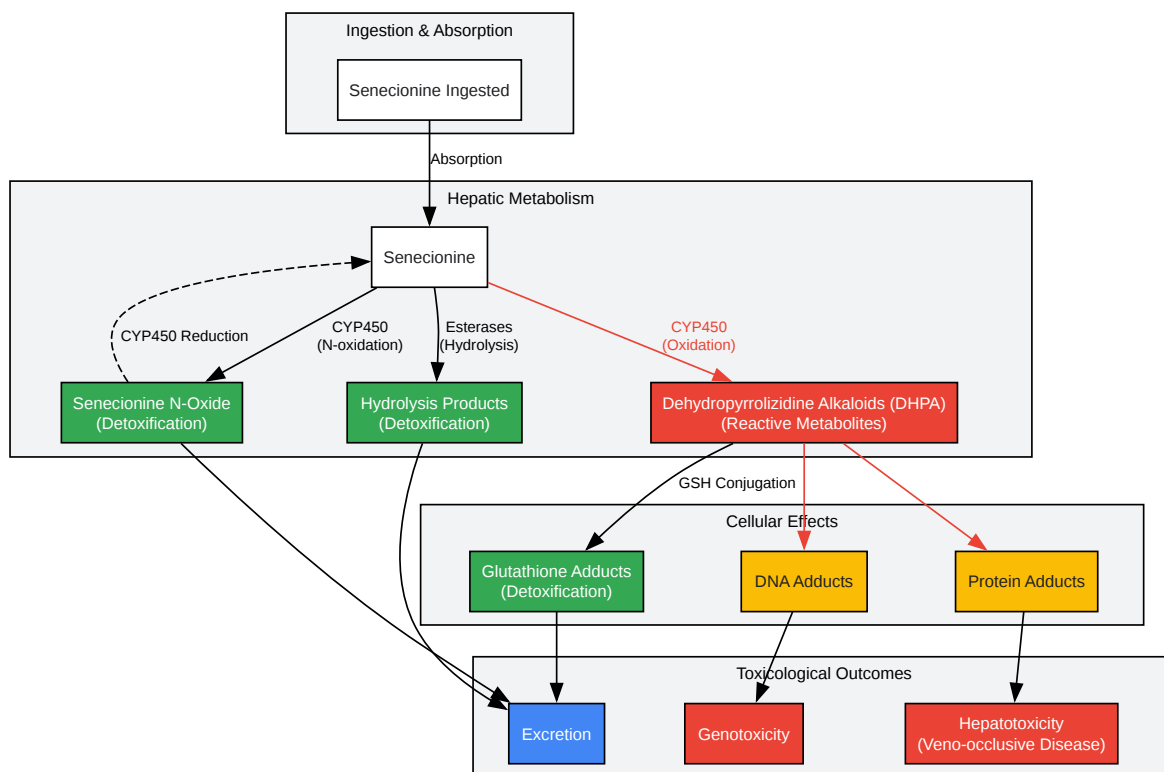 Ingestion & Absorption
Senecionine Ingested
Absorption
Hepatic Metabolism
Senecionine
CYP450 Reduction
CYP450
(N-oxidation)
Esterases
(Hydrolysis)
CYP450
(Oxidation)
Senecionine N-Oxide
(Detoxification)
Hydrolysis Products
(Detoxification)
Dehydropyrrolizidine Alkaloids (DHPA)
(Reactive Metabolites)
GSH Conjugation
Cellular Effects
Glutathione Adducts
(Detoxification)
DNA Adducts
Protein Adducts
Toxicological Outcomes
Excretion
Genotoxicity
Hepatotoxicity
(Veno-occlusive Disease)